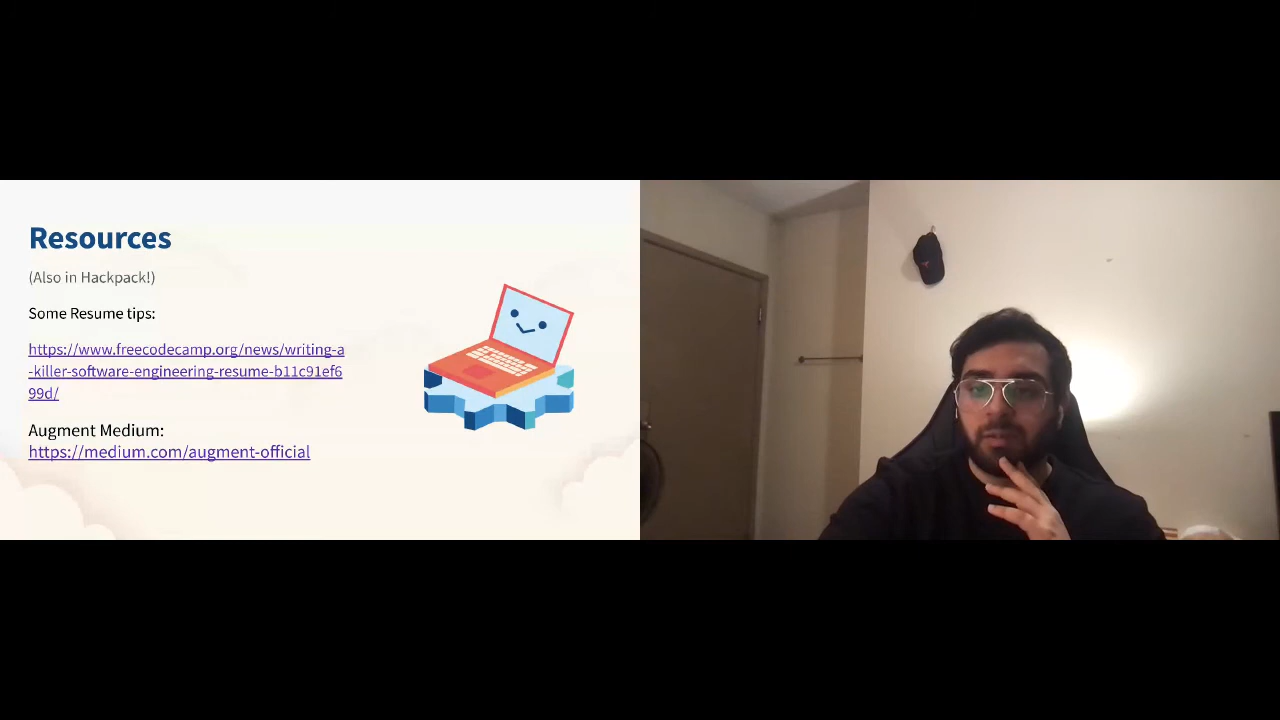 Resources
(Also in Hackpack!)
Some Resume tips:
https://www.freecodecamp.org/news/writing-a
-killer-software-engineering-resume-b11c91ef6
99d/
Augment Medium:
https://medium.com/augment-official